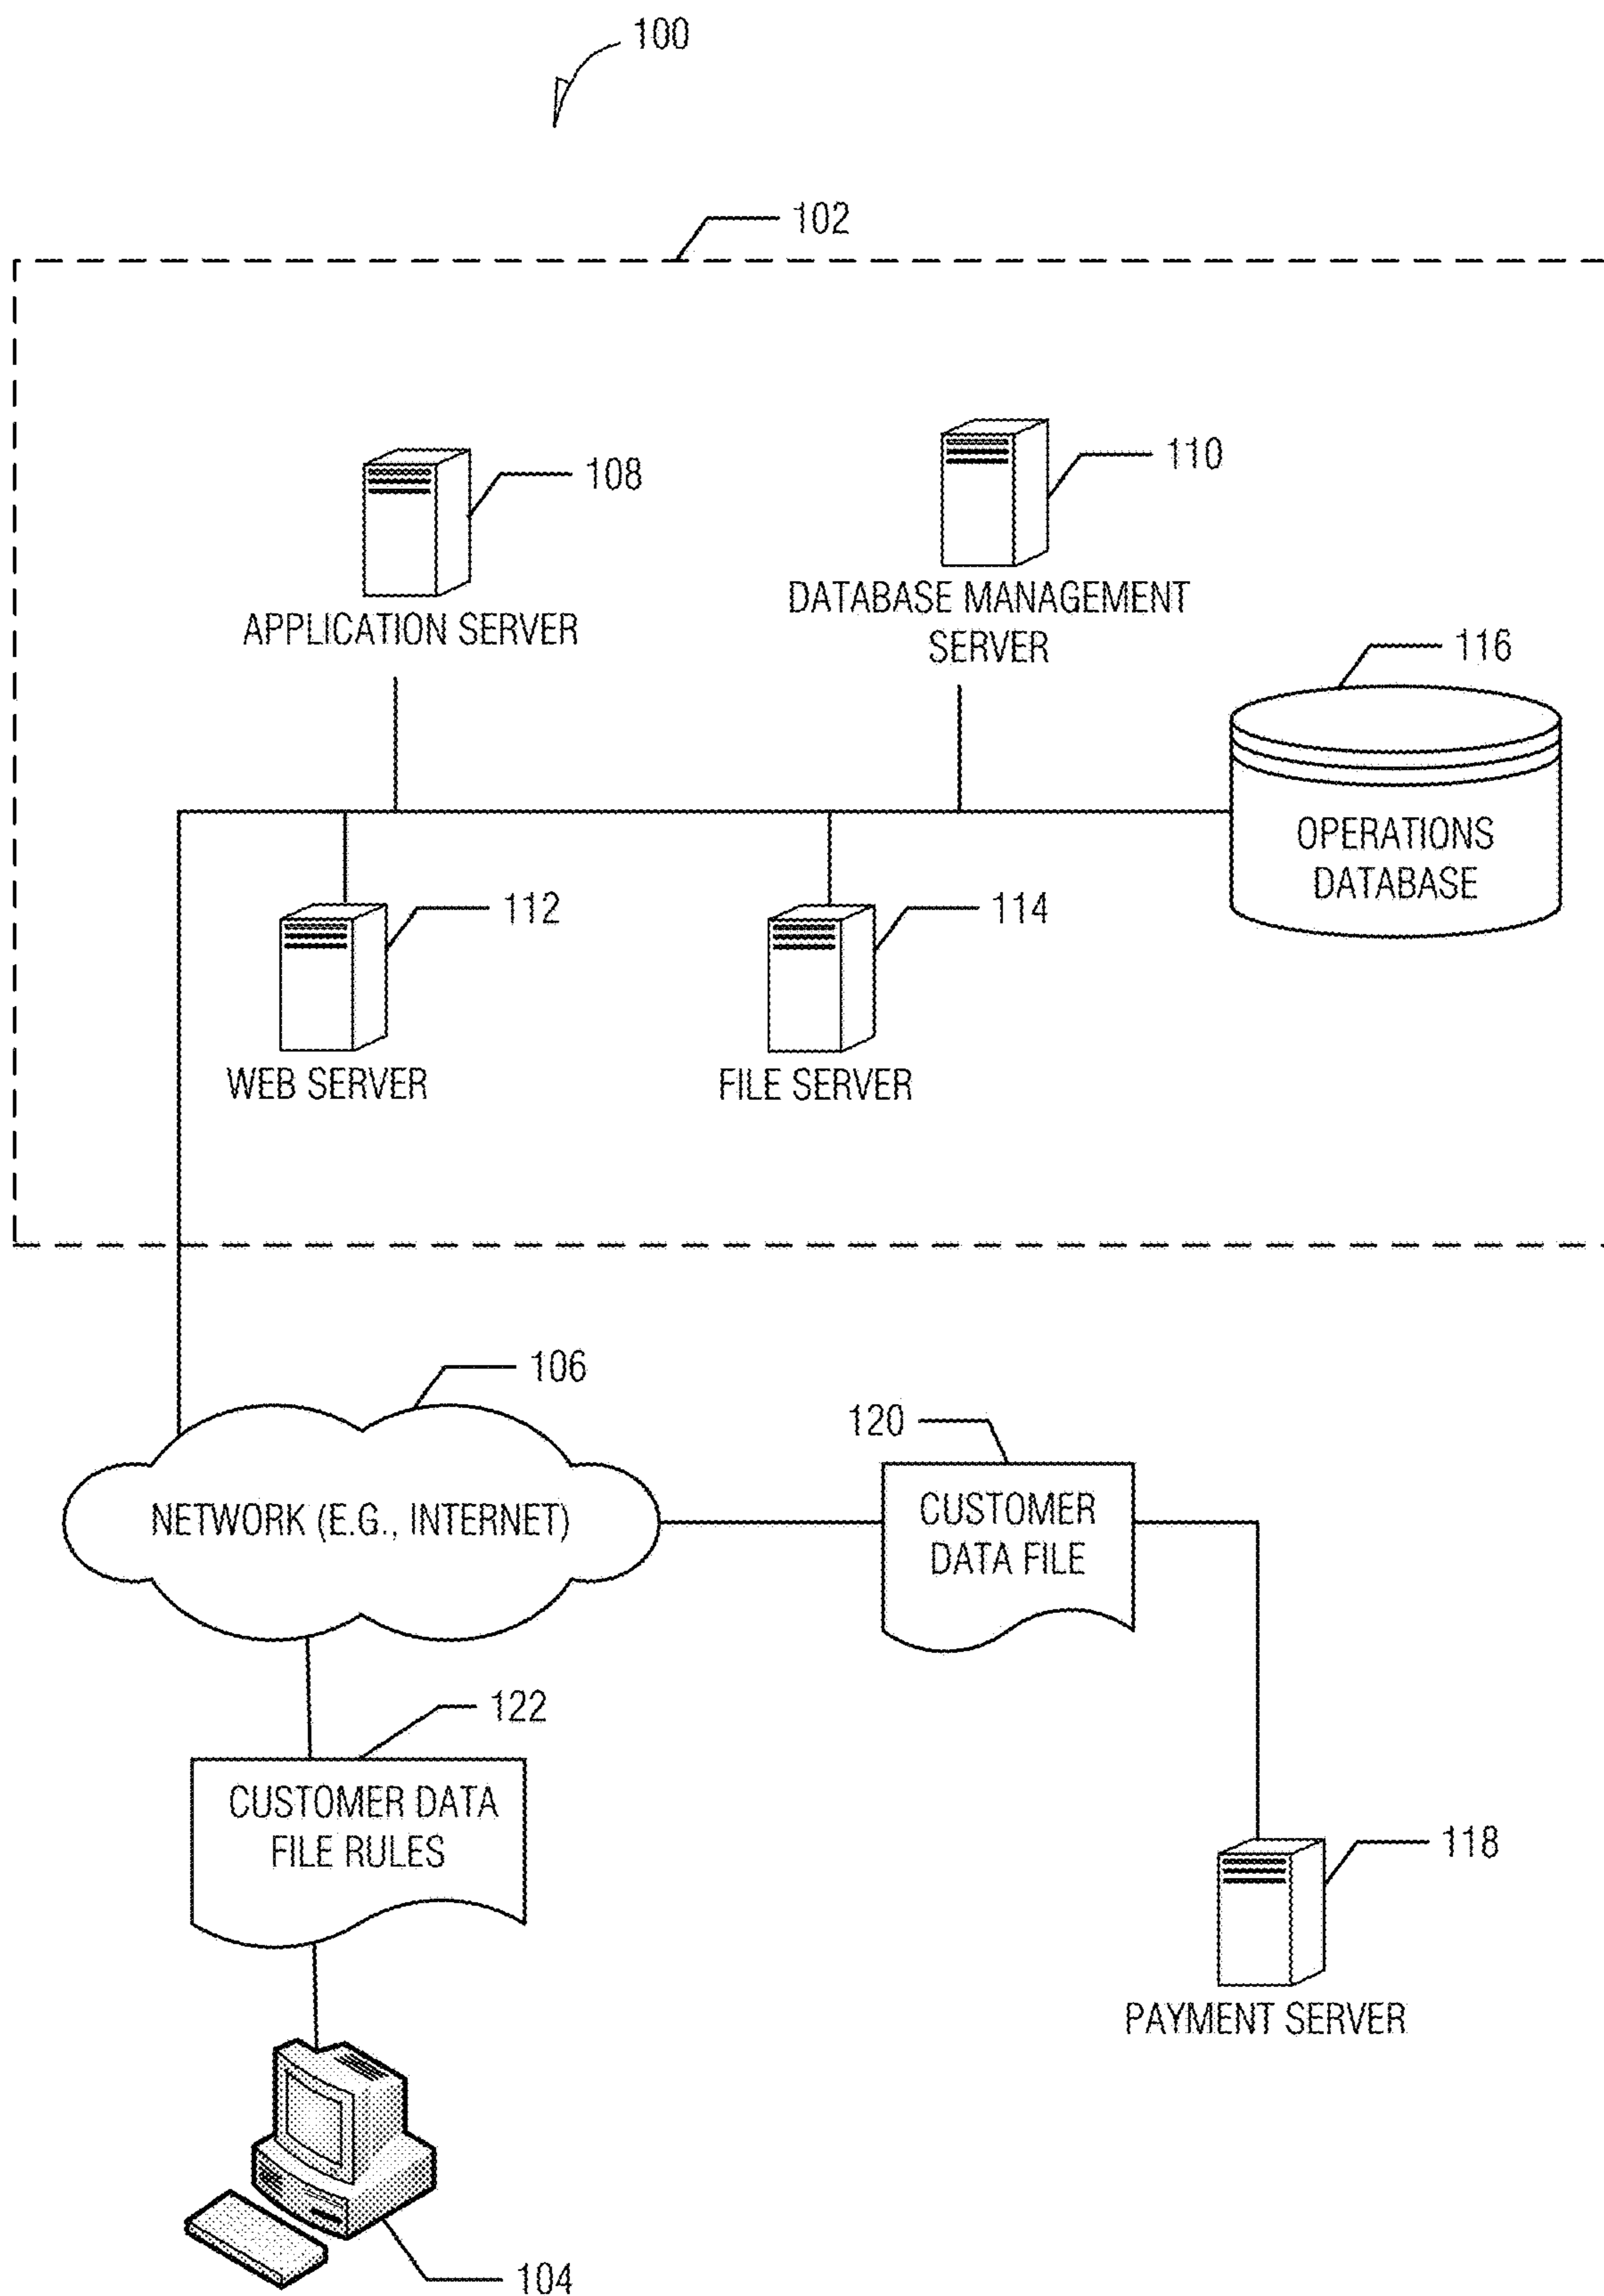 100
102
108
110
APPLICATION SERVER
DATABASE MANAGEMENT
SERVER
116
OPERATIONS
DATABASE
112
114
WEB SERVER
FILE SERVER
106
120
NETWORK (E.G., INTERNET)
CUSTOMER
DATA FILE
122
CUSTOMER DATA
FILE RULES
118
PAYMENT SERVER
104